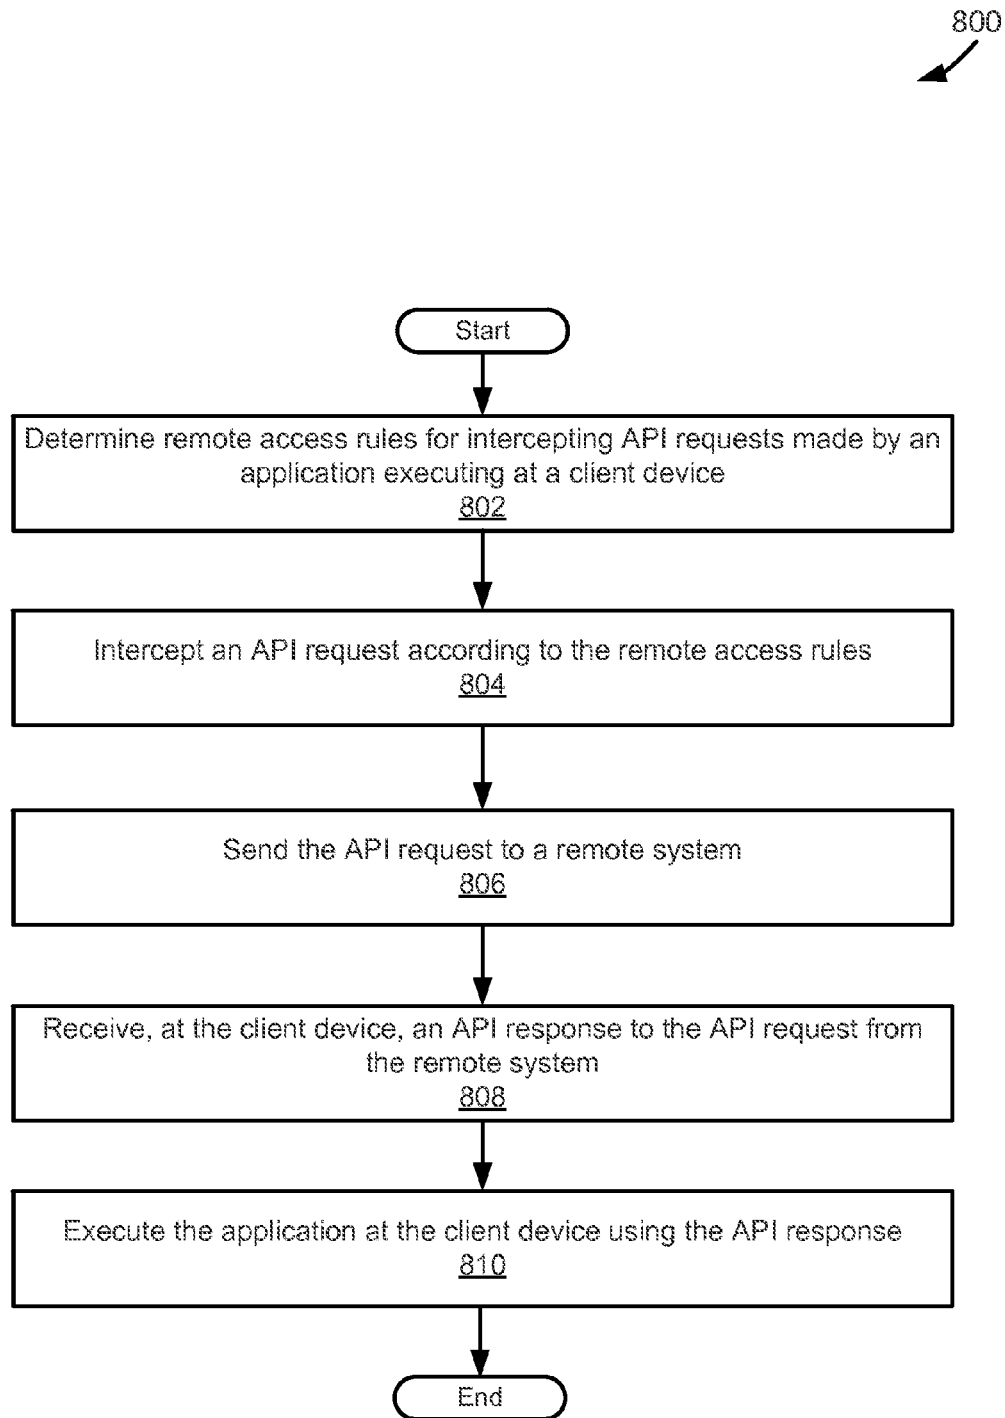 800
Start
Determine remote access rules for intercepting API requests made by an
application executing at a client device
802
Intercept an API request according to the remote access rules
804
Send the API request to a remote system
806
Receive, at the client device, an API response to the API request from
the remote system
808
Execute the application at the client device using the API response
810
End